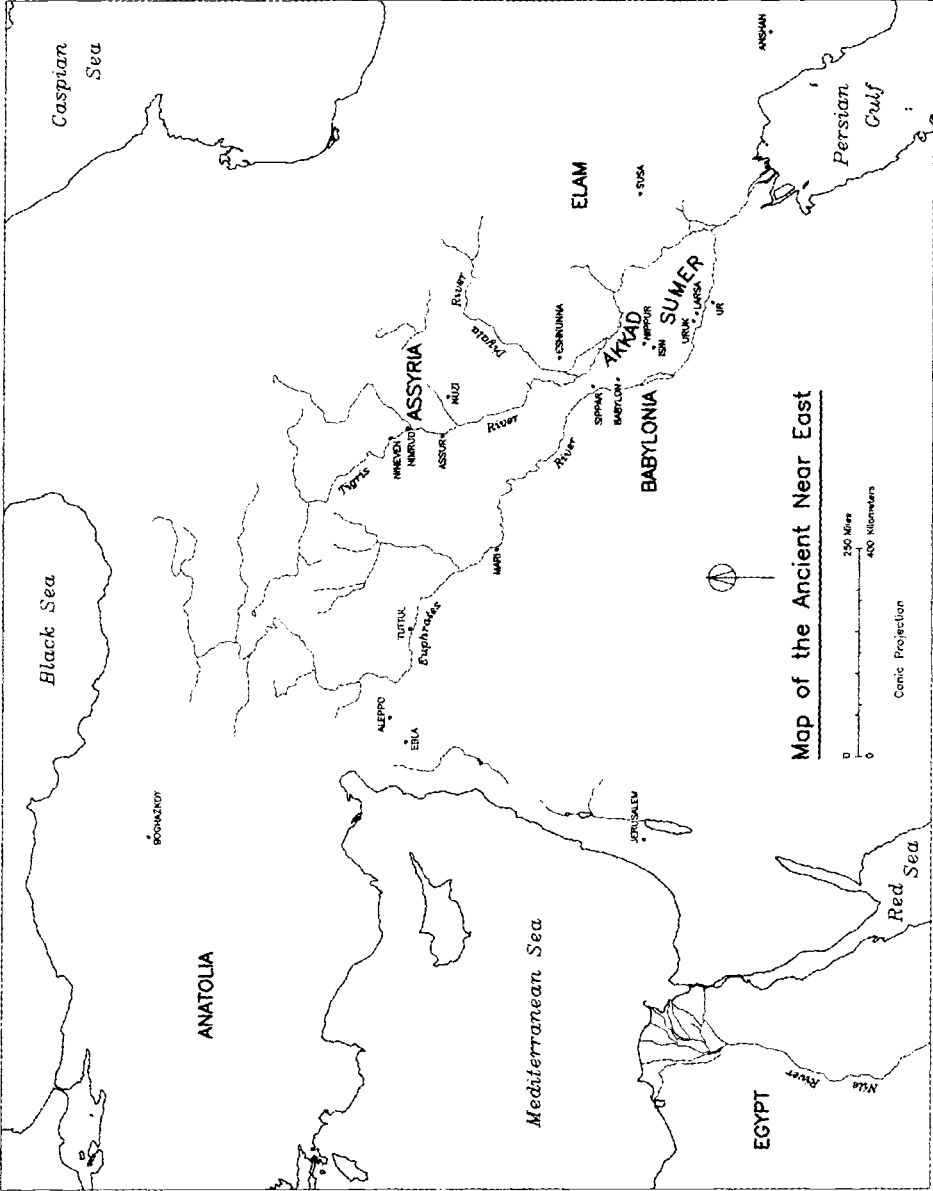 Caspian
Sea
Black Sea
ANATOLIA
BOGHAZKOY
Mediterranean Sea
ALEPPO
EBLA
TUTTUL
Euphrates
River
MARI
Tigris
River
NINEVEH
NIMRUD
ASSUR
ASSYRIA
NUZI
Diyala
River
ESHNUNNA
ELAM
SUSA
ANSHAN
SIPPAR
BABYLON
BABYLONIA
AKKAD
NIPPUR
ISIN
SUMER
URUK
LARSA
UR
Persian
Gulf
JERUSALEM
EGYPT
Nile
River
Red
Sea
Map of the Ancient Near East
0 250 Miles
0 400 Kilometers
Conic Projection